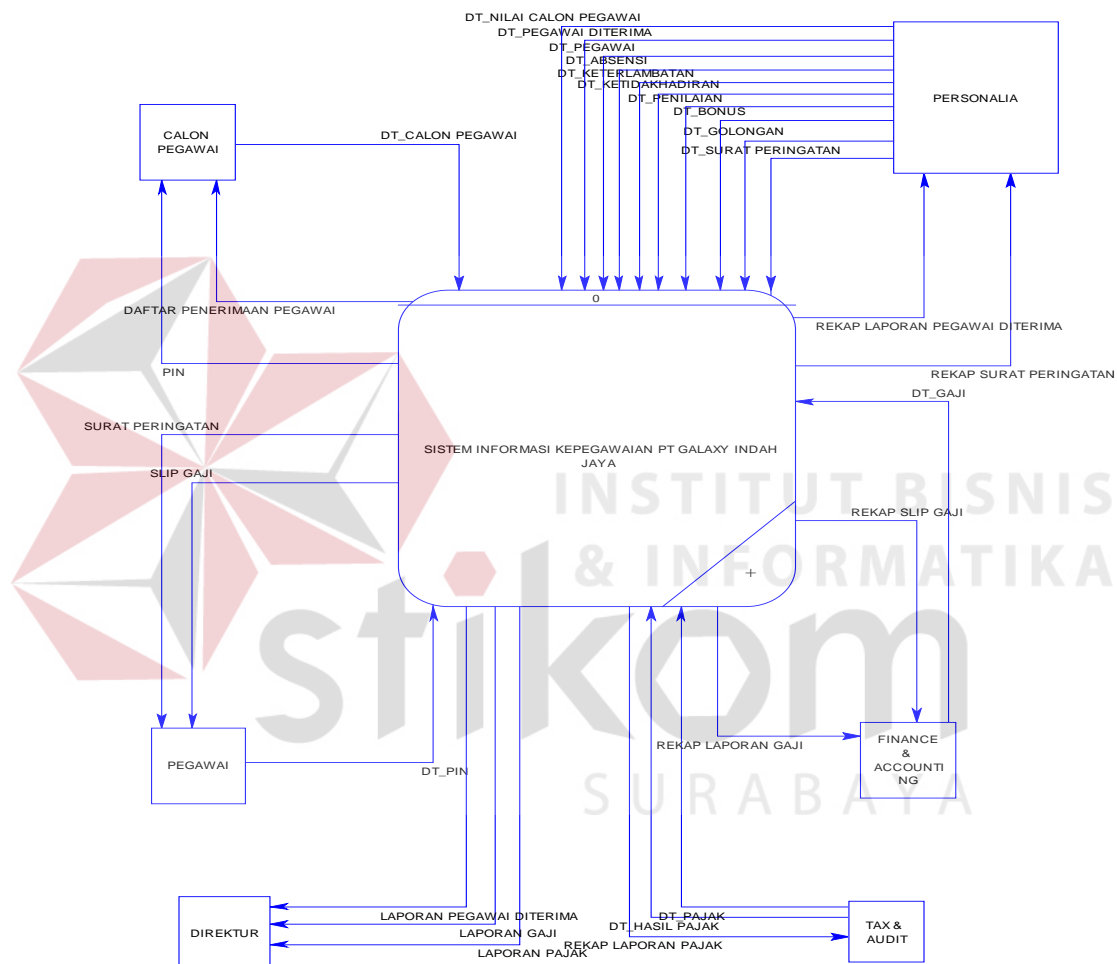 DT_NILAI CALON PEGAWAI
DT_PEGAWAI DITERIMA
DT_PEGAWAI
DT_ABSENSI
DT_KETERLAMBATAN
DT_KETIDAKHADIRAN
DT_PENILAIAN
DT_BONUS
DT_GOLONGAN
DT_SURAT PERINGATAN
PERSONALIA
CALON
PEGAWAI
DT_CALON PEGAWAI
0
DAFTAR PENERIMAAN PEGAWAI
REKAP LAPORAN PEGAWAI DITERIMA
PIN
REKAP SURAT PERINGATAN
DT_GAJI
SURAT PERINGATAN
SISTEM INFORMASI KEPEGAWAIAN PT GALAXY INDAH
JAYA
SLIP GAJI
INSTITUT BISNIS
& INFORMATIKA
REKAP SLIP GAJI
+
stikom
SURABAYA
PEGAWAI
DT_PIN
REKAP LAPORAN GAJI
FINANCE
&
ACCOUNTI
NG
DIREKTUR
LAPORAN PEGAWAI DITERIMA
LAPORAN GAJI
LAPORAN PAJAK
DT_PAJAK
DT_HASIL PAJAK
REKAP LAPORAN PAJAK
TAX &
AUDIT